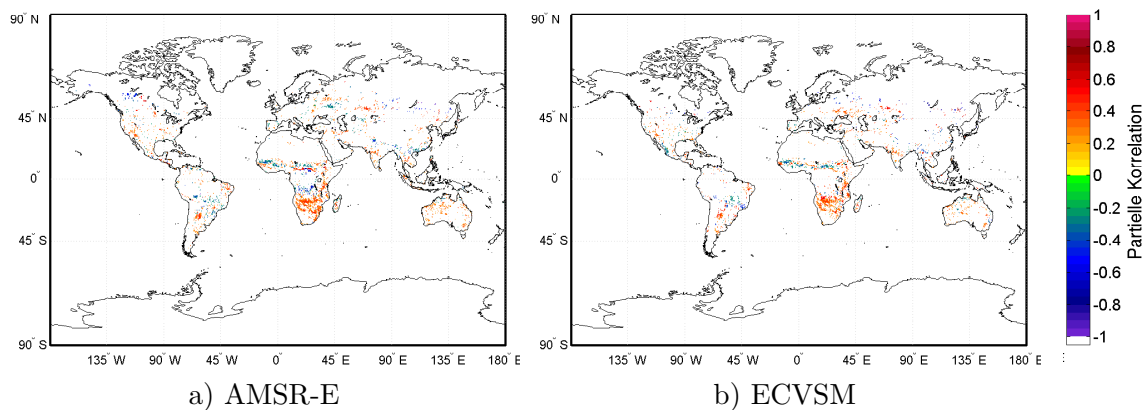 90° N
45° N
0°
45° S
90° S
135° W
90° W
45° W
0°
45° E
90° E
135° E
180° E
a) AMSR-E
90° N
45° N
0°
45° S
90° S
135° W
90° W
45° W
0°
45° E
90° E
135° E
180° E
b) ECVSM
1
0.8
0.6
0.4
0.2
0
-0.2
-0.4
-0.6
-0.8
-1
Partielle Korrelation